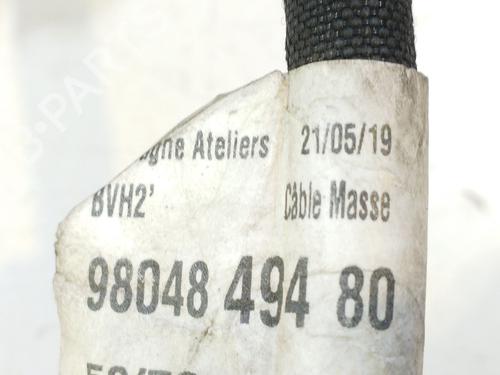 Ateliers 21/05/19
BVH2' Câble Masse
98048 494 80